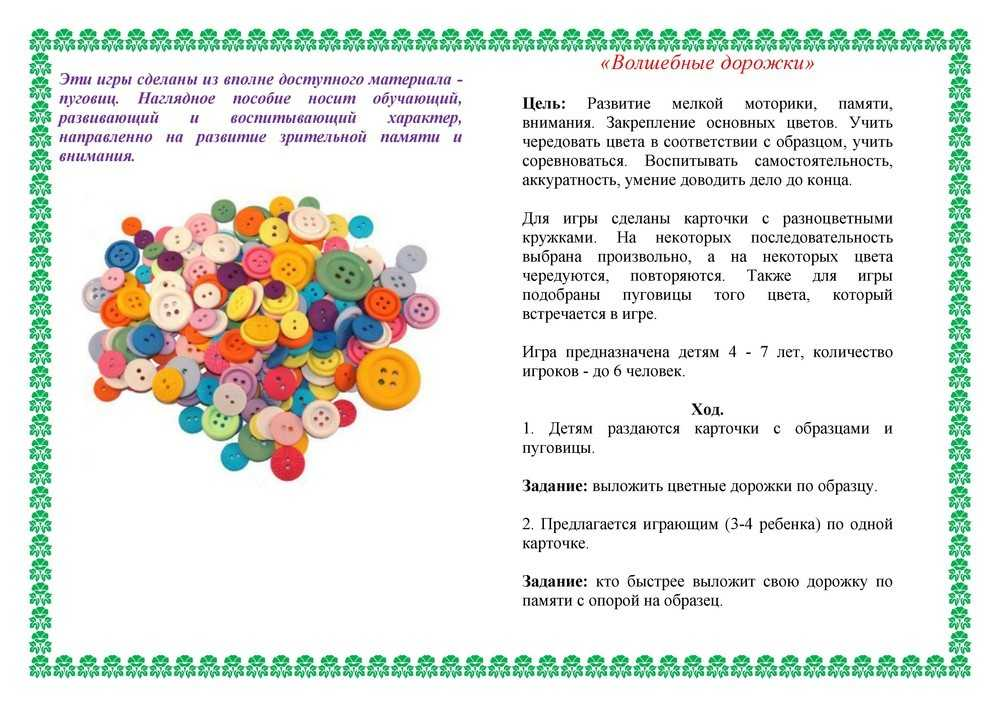 Эти игры сделаны из вполне доступного материала -
пуговиц. Наглядное пособие носит обучающий,
развивающий и воспитывающий характер,
направленно на развитие зрительной памяти и
внимания.
«Волшебные дорожки»
Цель: Развитие мелкой моторики, памяти,
внимания. Закрепление основных цветов. Учить
чередовать цвета в соответствии с образцом, учить
соревноваться. Воспитывать самостоятельность,
аккуратность, умение доводить дело до конца.
Для игры сделаны карточки с разноцветными
кружками. На некоторых последовательность
выбрана произвольно, а на некоторых цвета
чередуются, повторяются. Также для игры
подобраны пуговицы того цвета, который
встречается в игре.
Игра предназначена детям 4 - 7 лет, количество
игроков - до 6 человек.
Ход.
1. Детям раздаются карточки с образцами и
пуговицы.
Задание: выложить цветные дорожки по образцу.
2. Предлагается играющим (3-4 ребенка) по одной
карточке.
Задание: кто быстрее выложит свою дорожку по
памяти с опорой на образец.